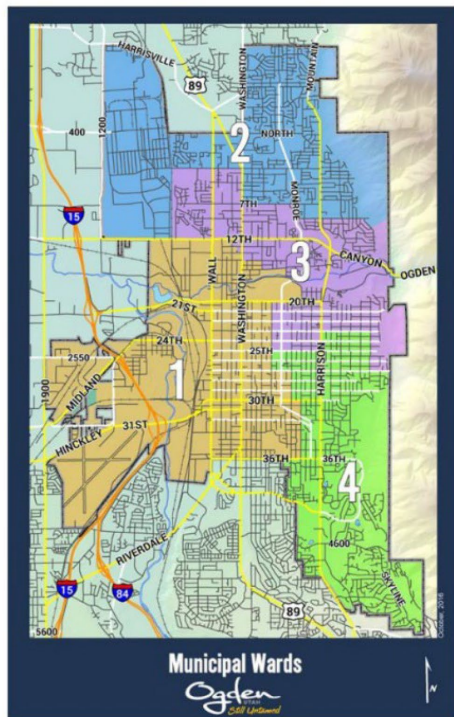 HARRISVILLE
WASHINGTON
MOUNTAIN
89
1200
400
2
NORTH
MONROE
7TH
15
12TH
3
CANYON
OGDEN
WALL
WASHINGTON
21ST
20TH
24TH
25TH
HARRISON
2550
1900
MIDLAND
1
30TH
31ST
HINCKLEY
36TH
36TH
4
4600
RIVERDALE
SKYLINE
15
84
89
5600
October, 2016
Municipal Wards
Ogden
UTAH
Still Untamed
N